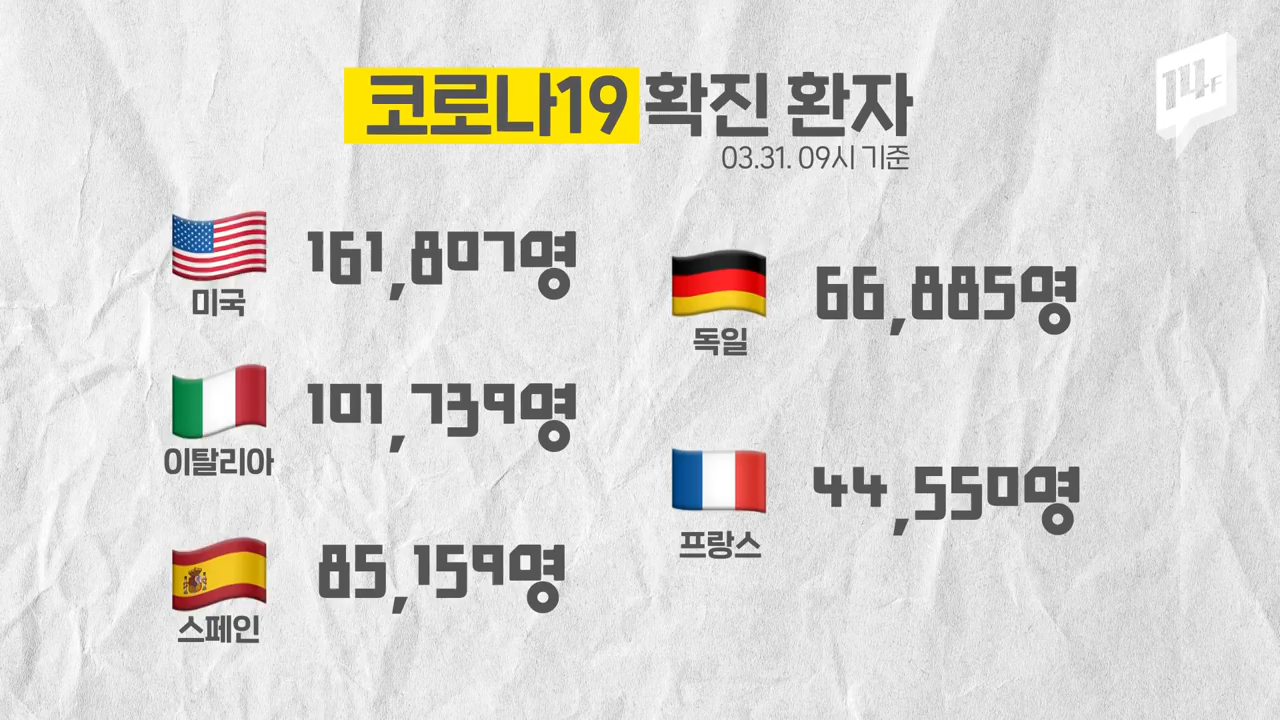 코로나19 확진 환자
03.31. 09시 기준
14F
미국
161,807명
이탈리아
101,739명
스페인
85,159명
독일
66,885명
프랑스
44,550명